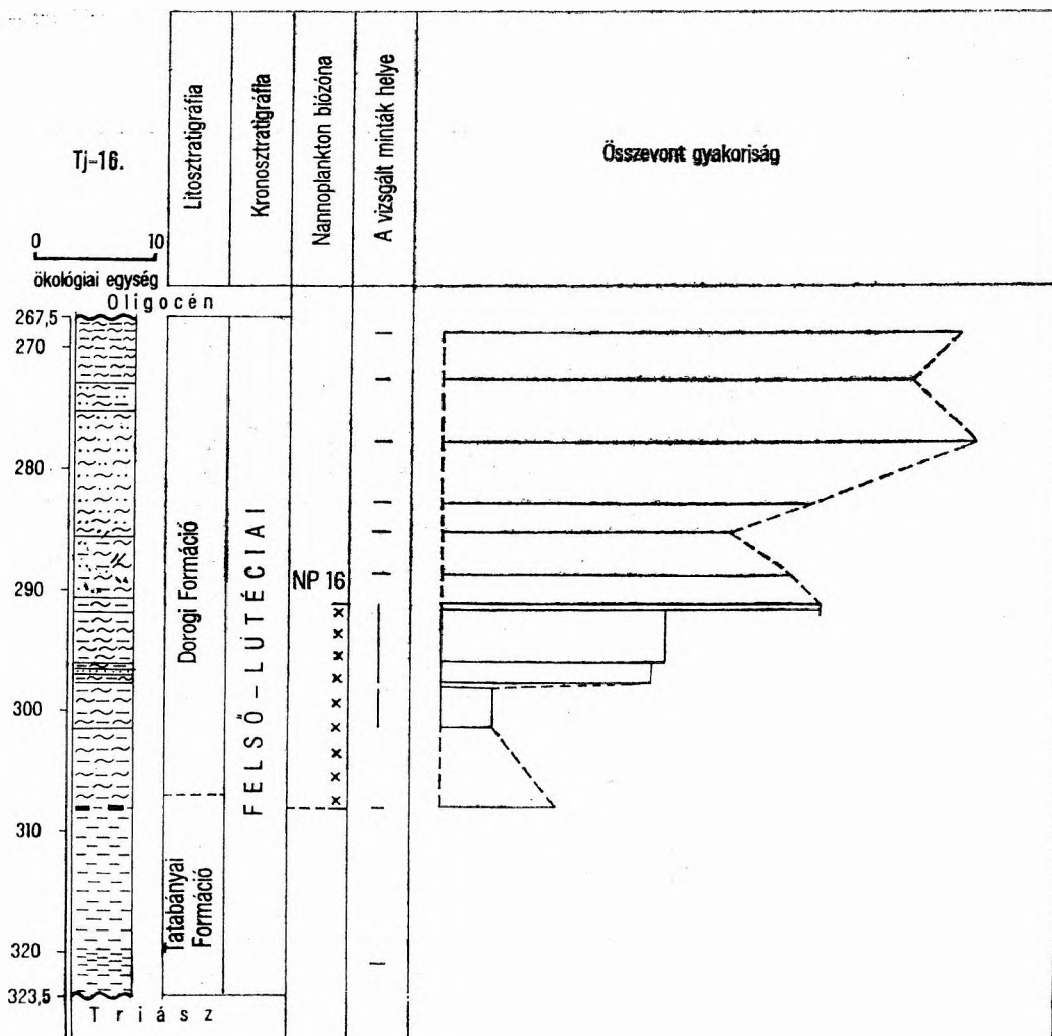 Tj-16.
0 10
ökológiai egység
Litosztratigráfia
Kronosztratigráfia
Nannoplankton biózóna
A vizsgált minták helye
Összevont gyakoriság
Oligocén
267,5
270
280
290
300
310
320
323,5
Triász
Dorogi Formáció
Tatabányai
Formáció
FELSŐ-LUTÉCIAI
NP 16
x
x
x
x
x
x
x
x
x